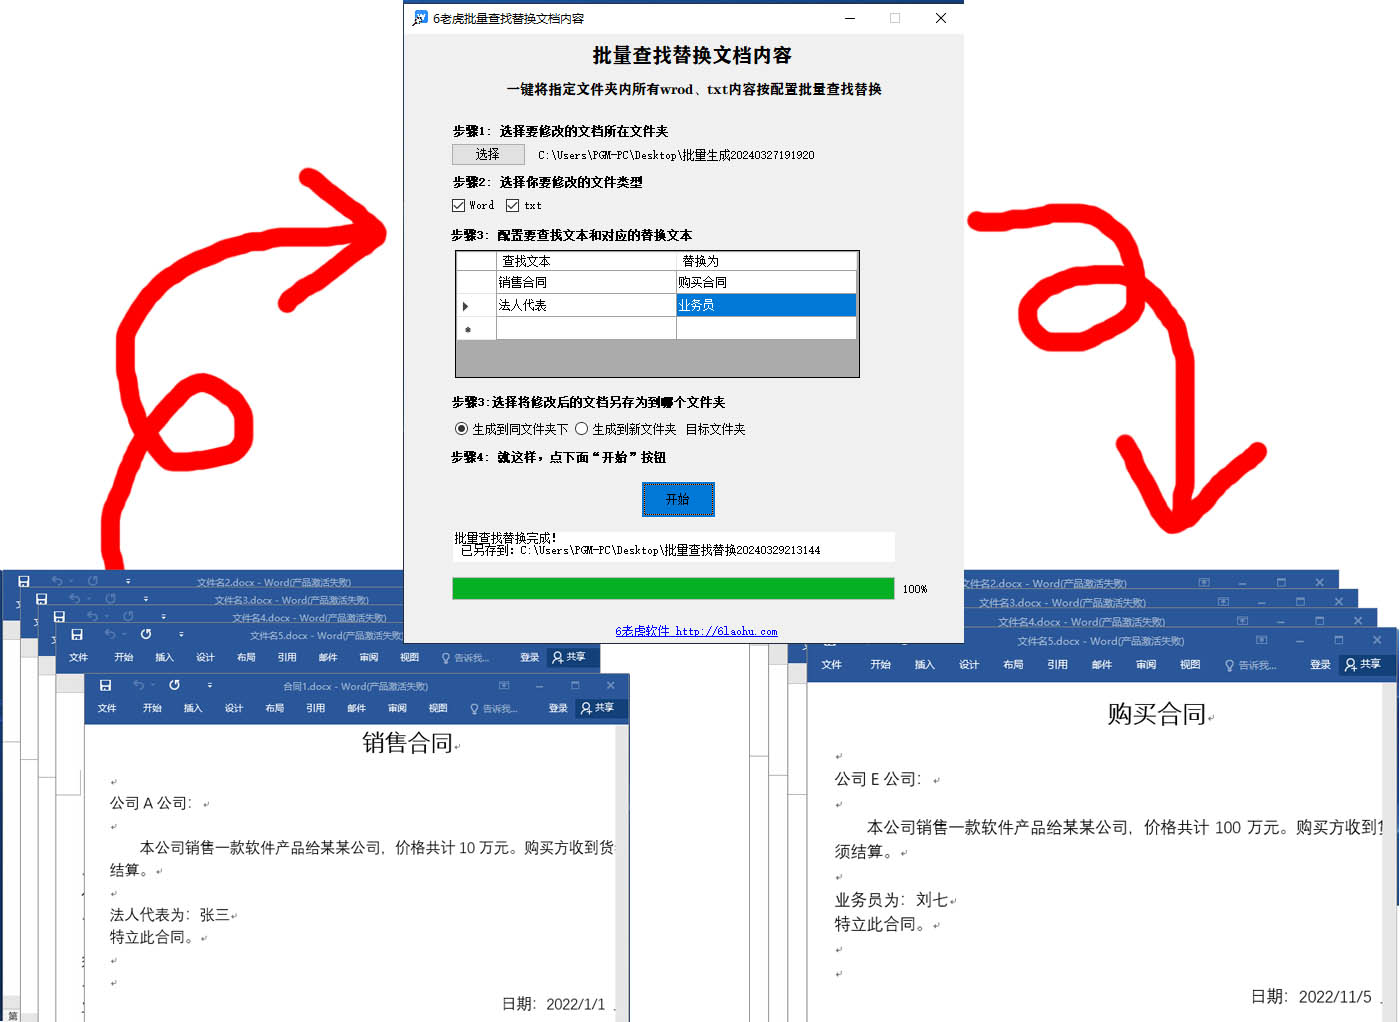 6老虎批量查找替换文档内容
批量查找替换文档内容
一键将指定文件夹内所有wrod、txt内容按配置批量查找替换
步骤1: 选择要修改的文档所在文件夹
选择 C:\Users\PGM-PC\Desktop\批量生成20240327191920
步骤2: 选择你要修改的文件类型
Word txt
步骤3: 配置要查找文本和对应的替换文本
查找文本 替换为
销售合同 购买合同
法人代表 业务员
步骤3:选择将修改后的文档另存为到哪个文件夹
生成到同文件夹下 生成到新文件夹 目标文件夹
步骤4: 就这样，点下面“开始”按钮
开始
批量查找替换完成！
已另存到：C:\Users\PGM-PC\Desktop\批量查找替换20240329213144
100%
6老虎软件 http://6laohu.com
文件名2.docx - Word(产品激活失败)
文件名3.docx - Word(产品激活失败)
文件名4.docx - Word(产品激活失败)
文件名5.docx - Word(产品激活失败)
文件 开始 插入 设计 布局 引用 邮件 审阅 视图 告诉我... 登录 共享
合同1.docx - Word(产品激活失败)
文件 开始 插入 设计 布局 引用 邮件 审阅 视图 告诉我... 登录 共享
销售合同
公司 A 公司：
本公司销售一款软件产品给某某公司，价格共计 10 万元。购买方收到货
结算。
法人代表为：张三
特立此合同。
日期：2022/1/1
第
文件名2.docx - Word(产品激活失败)
文件名3.docx - Word(产品激活失败)
文件名4.docx - Word(产品激活失败)
文件名5.docx - Word(产品激活失败)
文件 开始 插入 设计 布局 引用 邮件 审阅 视图 告诉我... 登录 共享
购买合同
公司 E 公司：
本公司销售一款软件产品给某某公司，价格共计 100 万元。购买方收到
须结算。
业务员为：刘七
特立此合同。
日期：2022/11/5